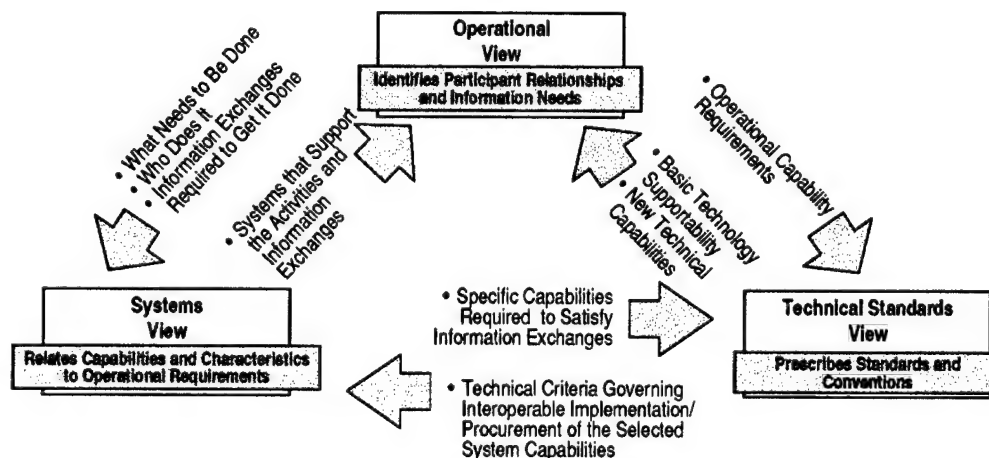 Operational
View
Identifies Participant Relationships
and Information Needs
• What Needs to Be Done
• Who Does It
• Information Exchanges
Required to Get It Done
• Systems that Support
the Activities and
Information
Exchanges
• Basic Technology
Supportability
• New Technical
Capabilities
• Operational Capability
Requirements
Systems
View
Relates Capabilities and Characteristics
to Operational Requirements
• Specific Capabilities
Required to Satisfy
Information Exchanges
• Technical Criteria Governing
Interoperable Implementation/
Procurement of the Selected
System Capabilities
Technical Standards
View
Prescribes Standards and
Conventions